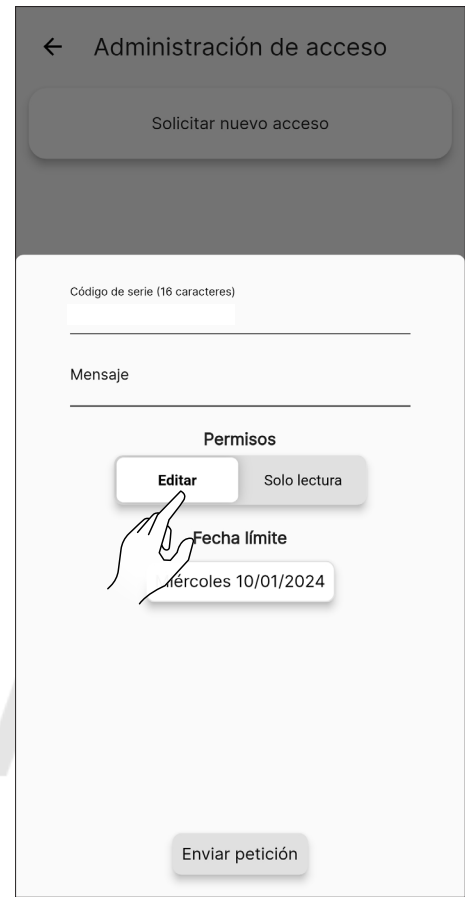 Administración de acceso
Solicitar nuevo acceso
Código de serie (16 caracteres)
Mensaje
Permisos
Editar Solo lectura
Fecha límite
10/01/2024
Enviar petición